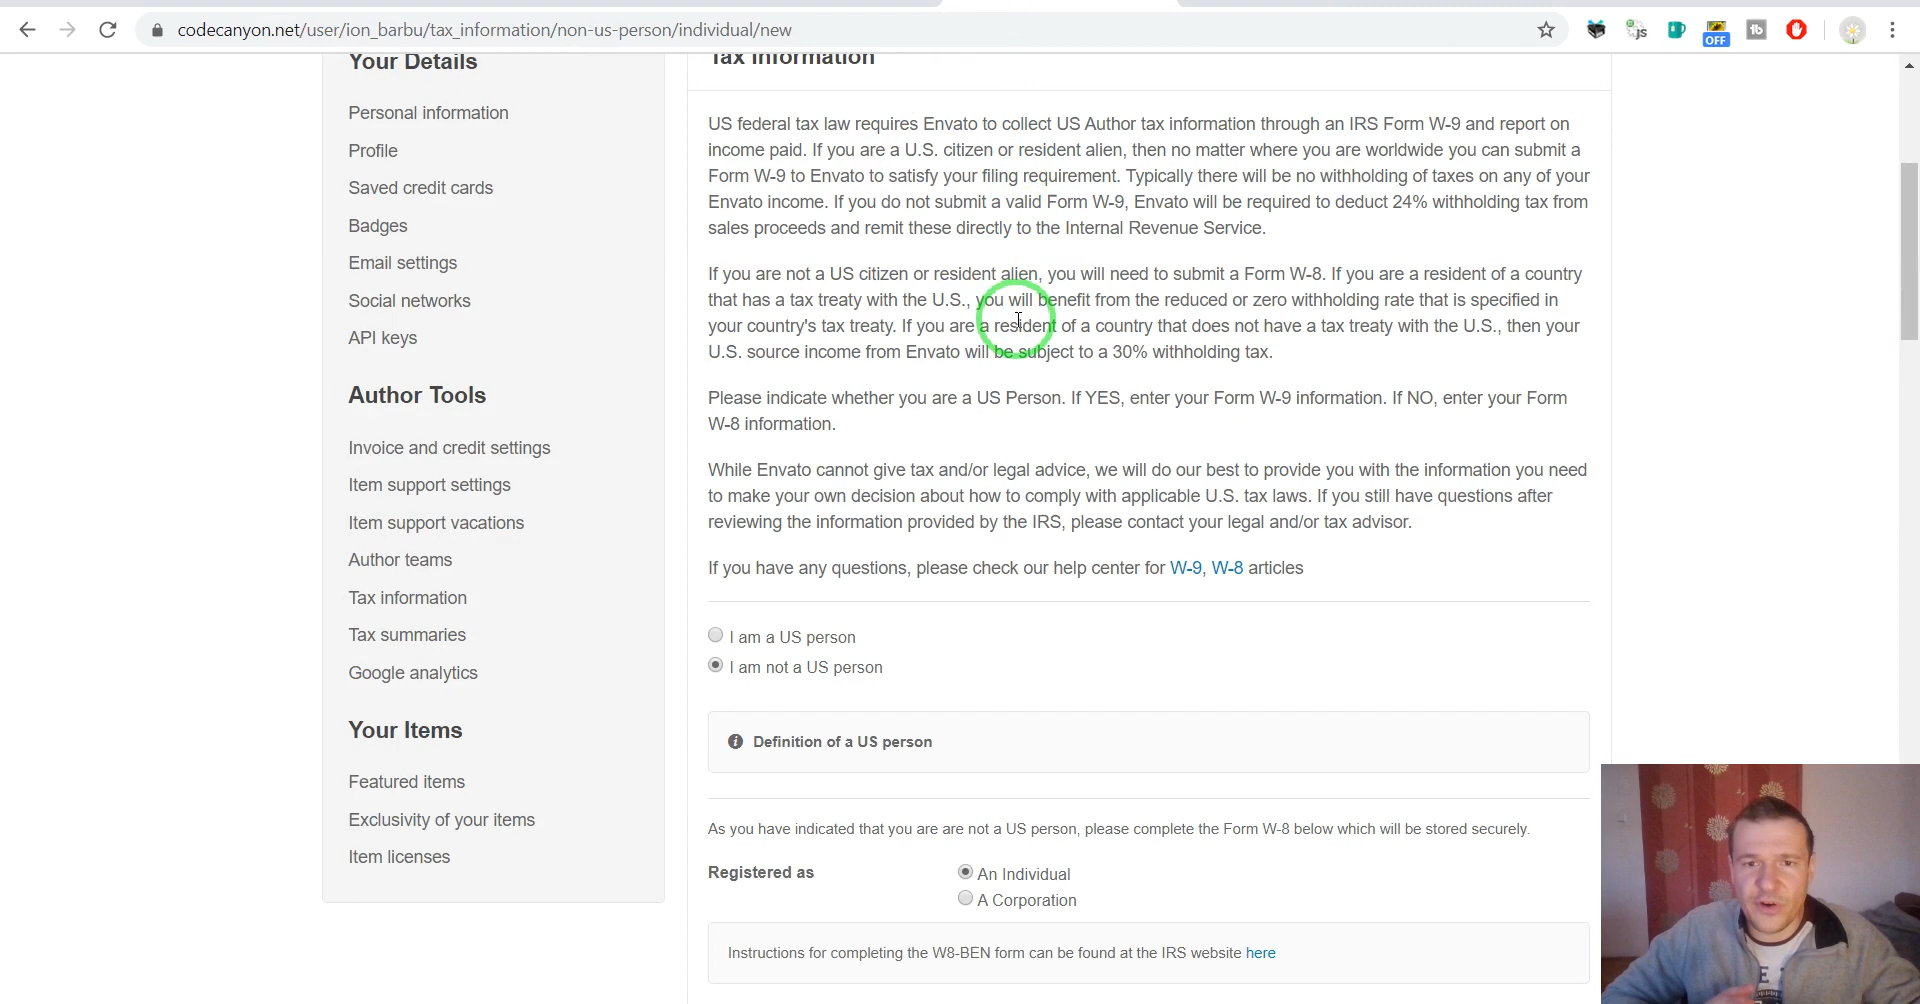 codecanyon.net/user/ion_barbu/tax_information/non-us-person/individual/new
JS
OFF
Your Details
Personal information
Profile
Saved credit cards
Badges
Email settings
Social networks
API keys
Author Tools
Invoice and credit settings
Item support settings
Item support vacations
Author teams
Tax information
Tax summaries
Google analytics
Your Items
Featured items
Exclusivity of your items
Item licenses
Tax Information
US federal tax law requires Envato to collect US Author tax information through an IRS Form W-9 and report on
income paid. If you are a U.S. citizen or resident alien, then no matter where you are worldwide you can submit a
Form W-9 to Envato to satisfy your filing requirement. Typically there will be no withholding of taxes on any of your
Envato income. If you do not submit a valid Form W-9, Envato will be required to deduct 24% withholding tax from
sales proceeds and remit these directly to the Internal Revenue Service.
If you are not a US citizen or resident alien, you will need to submit a Form W-8. If you are a resident of a country
that has a tax treaty with the U.S., you will benefit from the reduced or zero withholding rate that is specified in
your country's tax treaty. If you are a resident of a country that does not have a tax treaty with the U.S., then your
U.S. source income from Envato will be subject to a 30% withholding tax.
Please indicate whether you are a US Person. If YES, enter your Form W-9 information. If NO, enter your Form
W-8 information.
While Envato cannot give tax and/or legal advice, we will do our best to provide you with the information you need
to make your own decision about how to comply with applicable U.S. tax laws. If you still have questions after
reviewing the information provided by the IRS, please contact your legal and/or tax advisor.
If you have any questions, please check our help center for W-9, W-8 articles
I am a US person
I am not a US person
Definition of a US person
As you have indicated that you are are not a US person, please complete the Form W-8 below which will be stored securely.
Registered as
An Individual
A Corporation
Instructions for completing the W8-BEN form can be found at the IRS website here